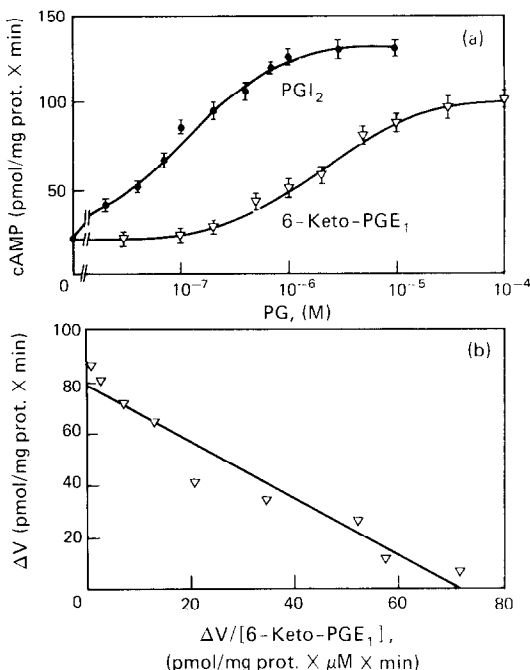 150
(a)
100
50
0
cAMP (pmol/mg prot. X min)
PGI₂
6-Keto-PGE₁
0
10⁻⁷
10⁻⁶
10⁻⁵
10⁻⁴
PG, (M)
100
(b)
80
60
40
20
0
ΔV (pmol/mg prot. X min)
0
20
40
60
80
ΔV/[6-Keto-PGE₁],
(pmol/mg prot. X μM X min)